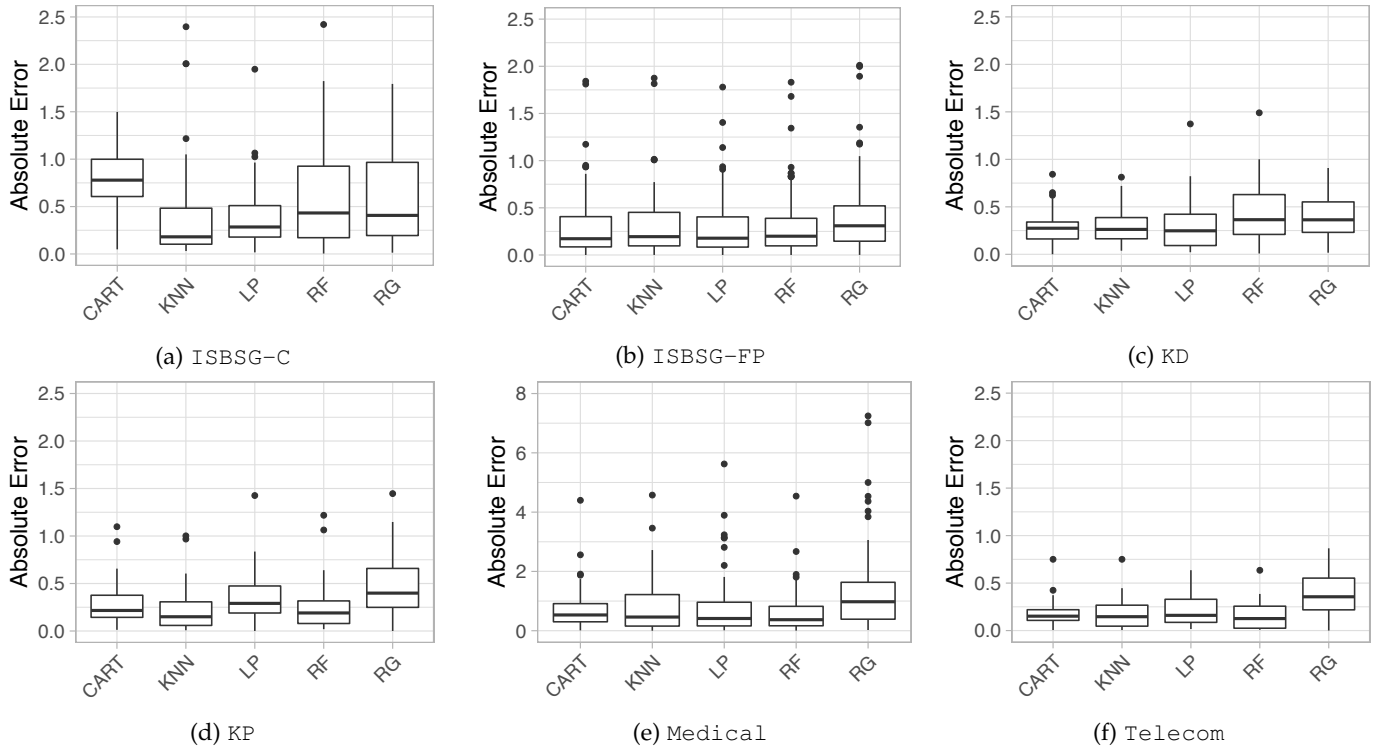 Absolute Error
2.5
2.0
1.5
1.0
0.5
0.0
CART
KNN
LP
RF
RG
(a) ISBSG-C
Absolute Error
2.5
2.0
1.5
1.0
0.5
0.0
CART
KNN
LP
RF
RG
(b) ISBSG-FP
Absolute Error
2.5
2.0
1.5
1.0
0.5
0.0
CART
KNN
LP
RF
RG
(c) KD
Absolute Error
2.5
2.0
1.5
1.0
0.5
0.0
CART
KNN
LP
RF
RG
(d) KP
Absolute Error
8
6
4
2
0
CART
KNN
LP
RF
RG
(e) Medical
Absolute Error
2.5
2.0
1.5
1.0
0.5
0.0
CART
KNN
LP
RF
RG
(f) Telecom